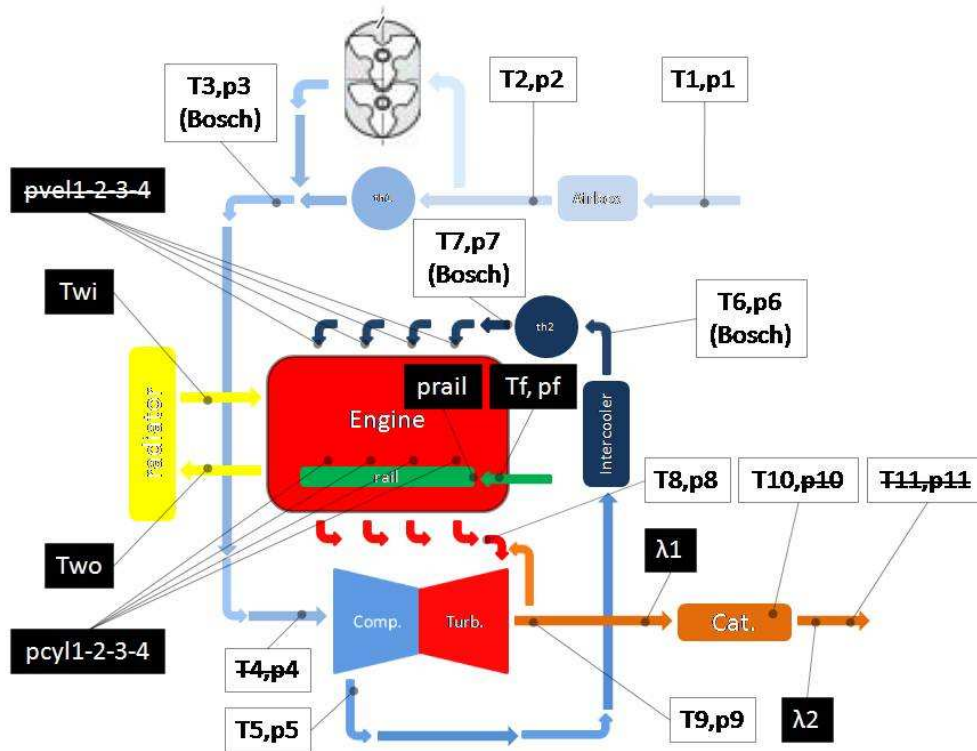 T3,p3
(Bosch)
T2,p2
T1,p1
pvel1-2-3-4
th1
Airbox
T7,p7
(Bosch)
Twi
T6,p6
(Bosch)
th2
radiator
prail
Tf, pf
Engine
Intercooler
rail
T8,p8
T10,p10
T11,p11
Two
λ1
Comp.
Turb.
Cat.
pcyl1-2-3-4
T4,p4
T5,p5
T9,p9
λ2